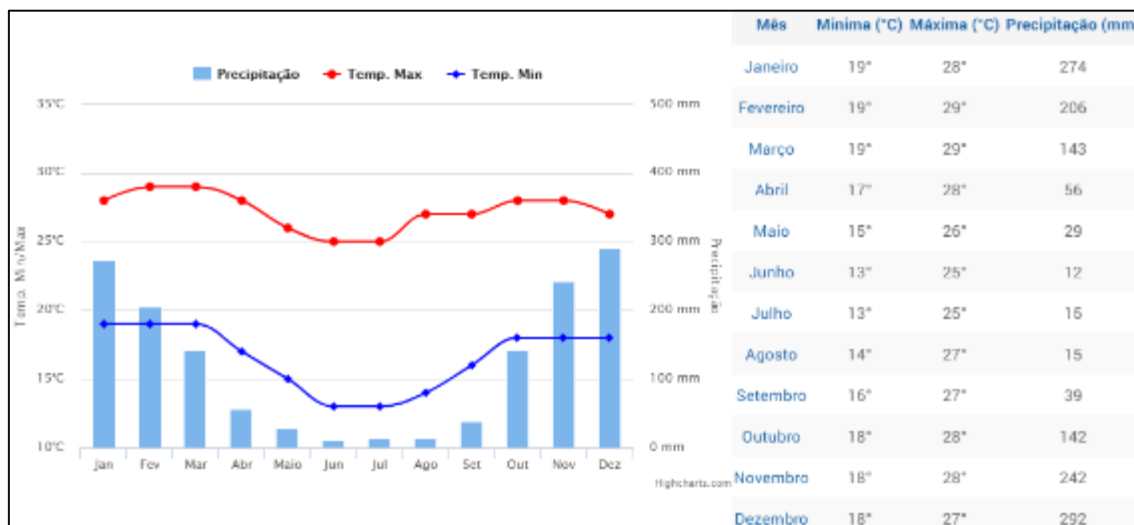 Precipitação Temp. Max Temp. Min
35°C
30°C
25°C
20°C
15°C
10°C
Temp. Min/Max
500 mm
400 mm
300 mm
200 mm
100 mm
0 mm
Precipitação
Jan Fev Mar Abr Maio Jun Jul Ago Set Out Nov Dez
Highcharts.com
Mês Minima (°C) Máxima (°C) Precipitação (mm
Janeiro 19° 28° 274
Fevereiro 19° 29° 206
Março 19° 29° 143
Abril 17° 28° 56
Maio 15° 26° 29
Junho 13° 25° 12
Julho 13° 25° 15
Agosto 14° 27° 15
Setembro 16° 27° 39
Outubro 18° 28° 142
Novembro 18° 28° 242
Dezembro 18° 27° 292